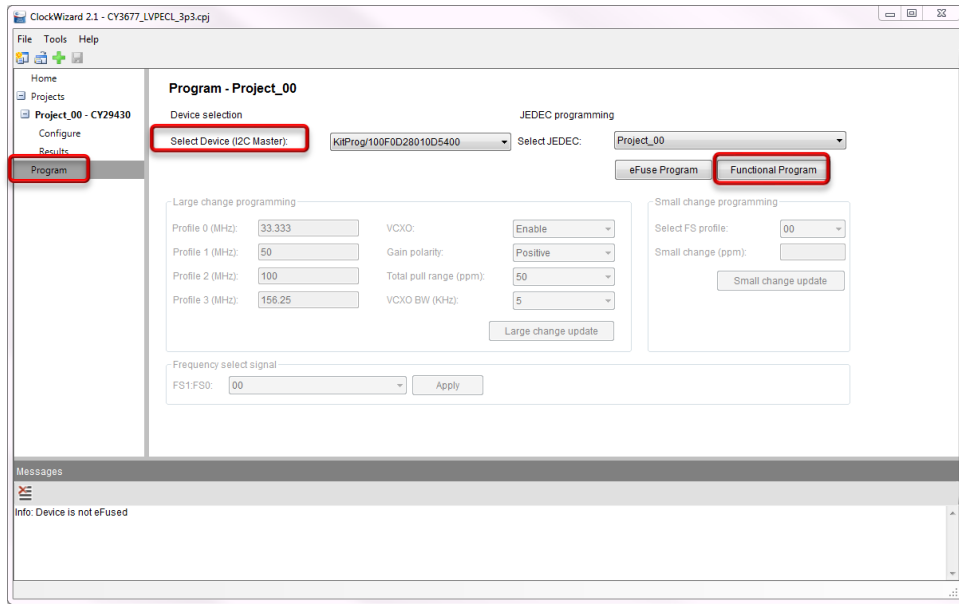 ClockWizard 2.1 - CY3677_LVPECL_3p3.cpj
File Tools Help
Home
Projects
Project_00 - CY29430
Configure
Results
Program
Program - Project_00
Device selection
JEDEC programming
Select Device (I2C Master): KitProg/100F0D28010D5400
Select JEDEC: Project_00
eFuse Program Functional Program
Large change programming
Profile 0 (MHz): 33.333 VCXO: Enable
Profile 1 (MHz): 50 Gain polarity: Positive
Profile 2 (MHz): 100 Total pull range (ppm): 50
Profile 3 (MHz): 156.25 VCXO BW (KHz): 5
Large change update
Small change programming
Select FS profile: 00
Small change (ppm):
Small change update
Frequency select signal
FS1:FS0: 00 Apply
Messages
Info: Device is not eFused